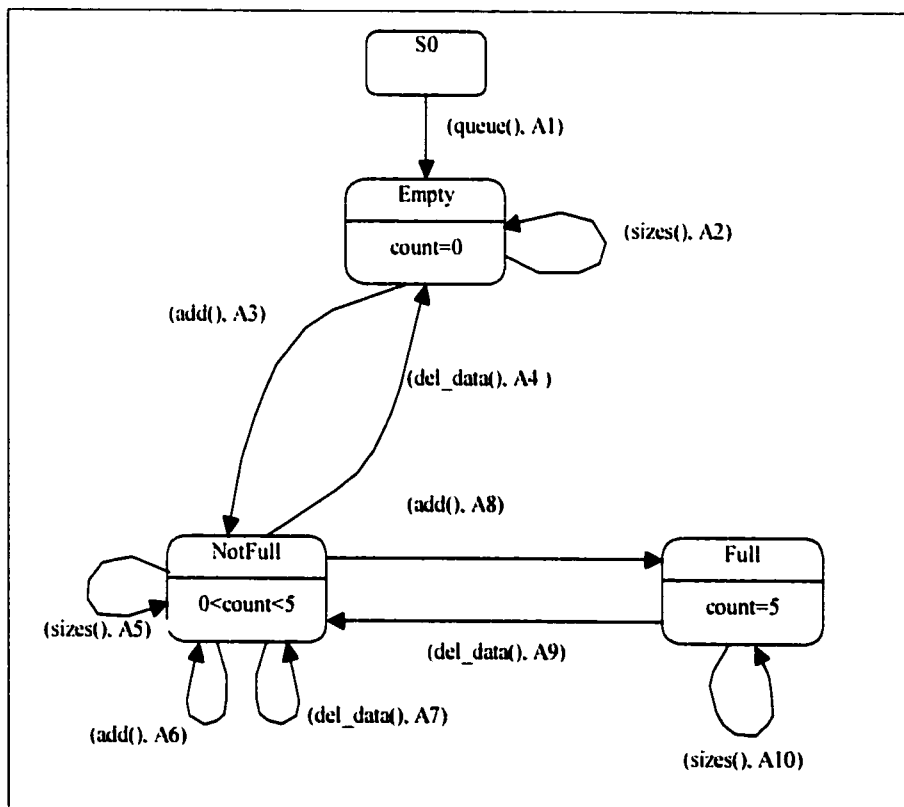 S0
(queue(), A1)
Empty
count=0
(sizes(), A2)
(add(), A3)
(del_data(), A4 )
(add(), A8)
NotFull
0<count<5
Full
count=5
(sizes(), A5)
(del_data(), A9)
(add(), A6)
(del_data(), A7)
(sizes(), A10)